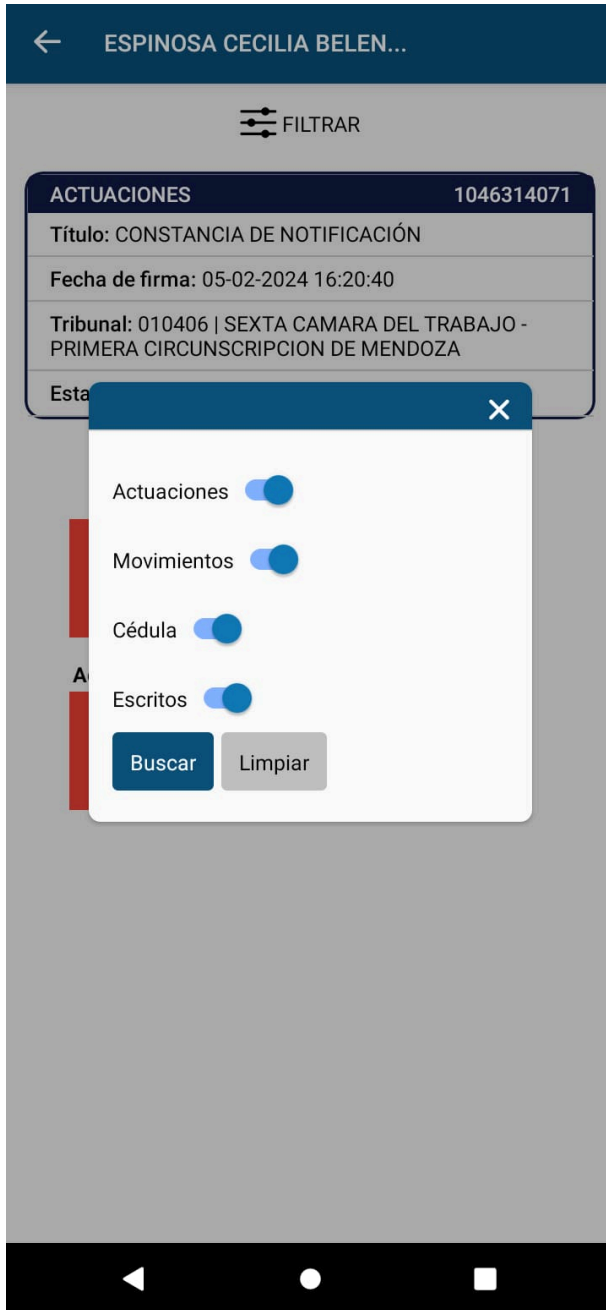 ESPINOSA CECILIA BELEN...
FILTRAR
ACTUACIONES 1046314071
Título: CONSTANCIA DE NOTIFICACIÓN
Fecha de firma: 05-02-2024 16:20:40
Tribunal: 010406 | SEXTA CAMARA DEL TRABAJO -
PRIMERA CIRCUNSCRIPCION DE MENDOZA
Esta
Actuaciones
Movimientos
Cédula
A
Escritos
Buscar Limpiar